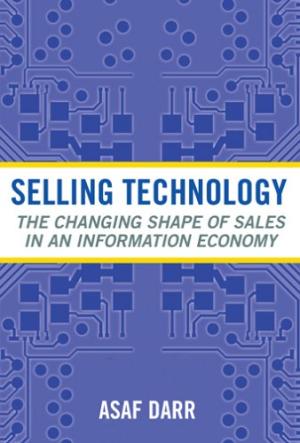 SELLING TECHNOLOGY
THE CHANGING SHAPE OF SALES
IN AN INFORMATION ECONOMY
ASAF DARR